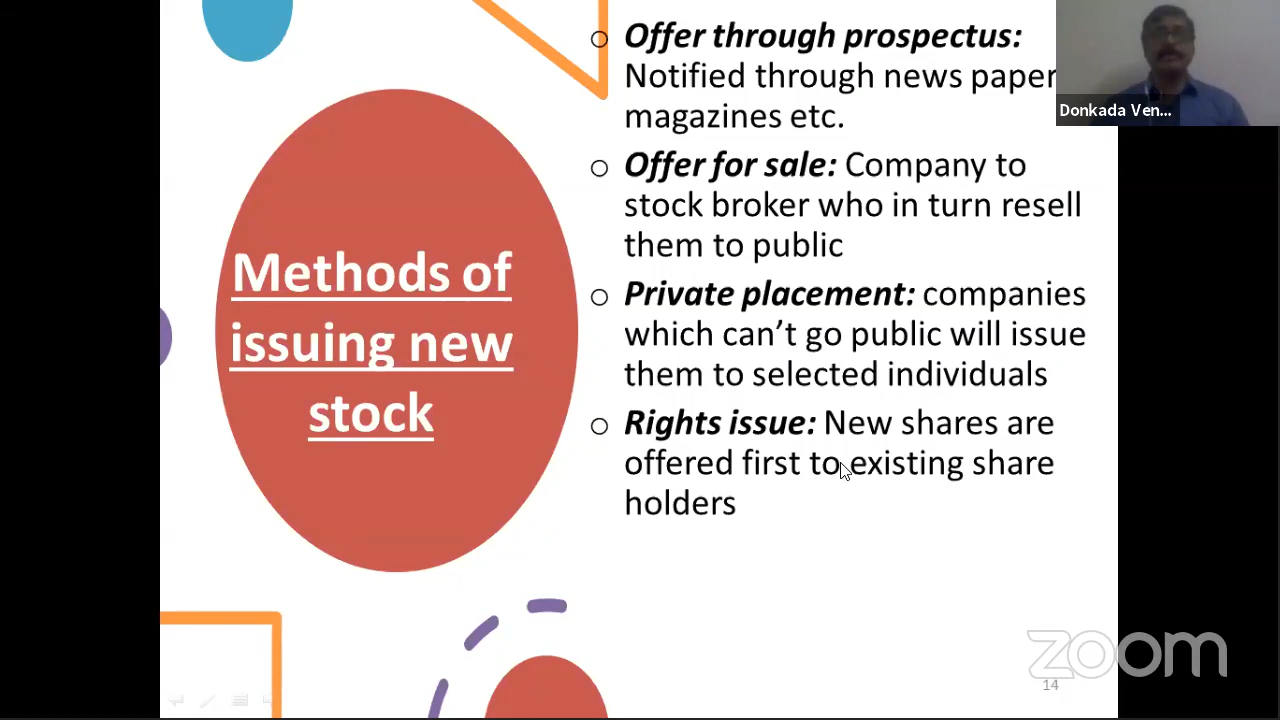 Offer through prospectus:
Notified through news paper
magazines etc.
Offer for sale: Company to
stock broker who in turn resell
them to public
Private placement: companies
which can't go public will issue
them to selected individuals
Rights issue: New shares are
offered first to existing share
holders
Methods of
issuing new
stock
Donkada Ven...
zoom
14